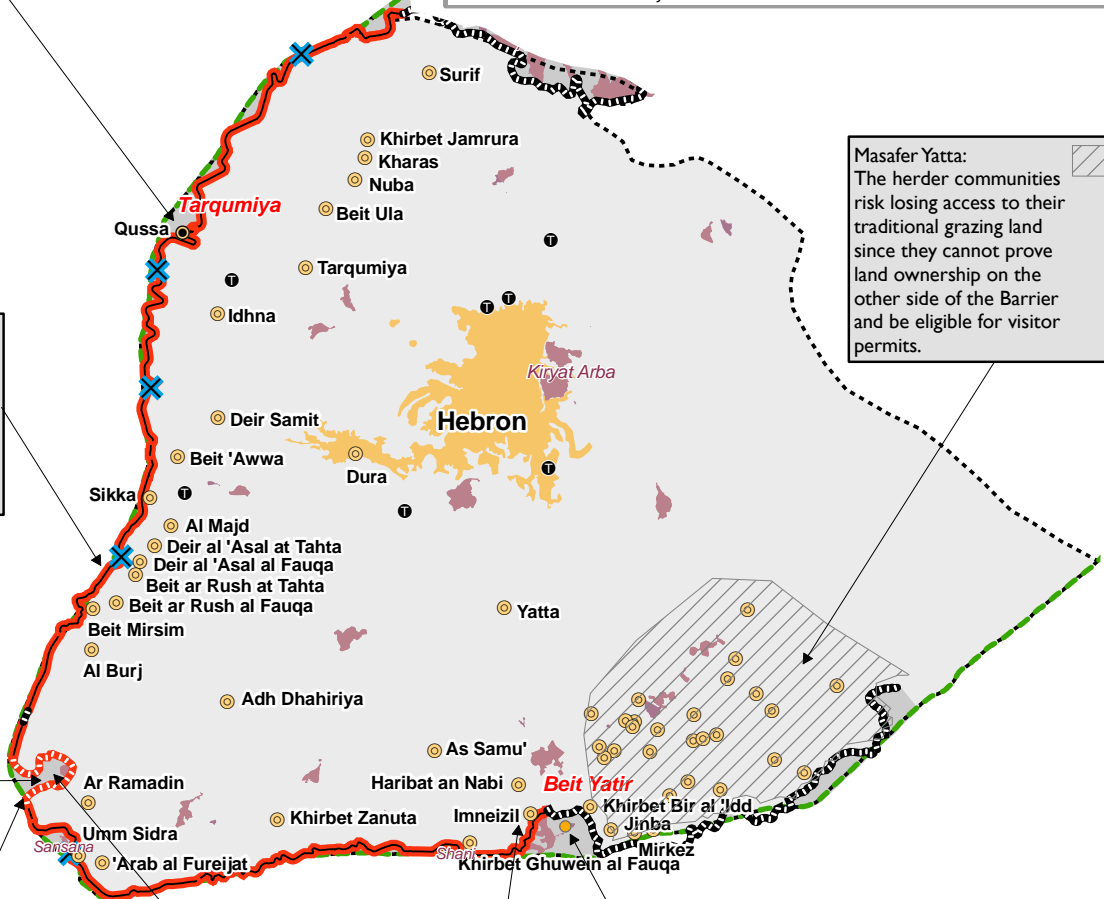 Surif
Khirbet Jamrura
Kharas
Nuba
Tarqumiya
Beit Ula
Qussa
T
Tarqumiya
T
T
T
Idhna
Masafer Yatta:
The herder communities
risk losing access to their
traditional grazing land
since they cannot prove
land ownership on the
other side of the Barrier
and be eligible for visitor
permits.
Kiryat Arba
Hebron
Deir Samit
Beit 'Awwa
Dura
T
Sikka
T
T
Al Majd
Deir al 'Asal at Tahta
Deir al 'Asal al Fauqa
Beit ar Rush at Tahta
Beit ar Rush al Fauqa
Yatta
Beit Mirsim
Al Burj
Adh Dhahiriya
As Samu'
Ar Ramadin
Haribat an Nabi
Beit Yatir
Khirbet Bir al 'Idd
Khirbet Zanuta
Imneizil
Jinba
Umm Sidra
Sansana
Shani
Mirkez
'Arab al Fureijat
Khirbet Ghuwein al Fauqa